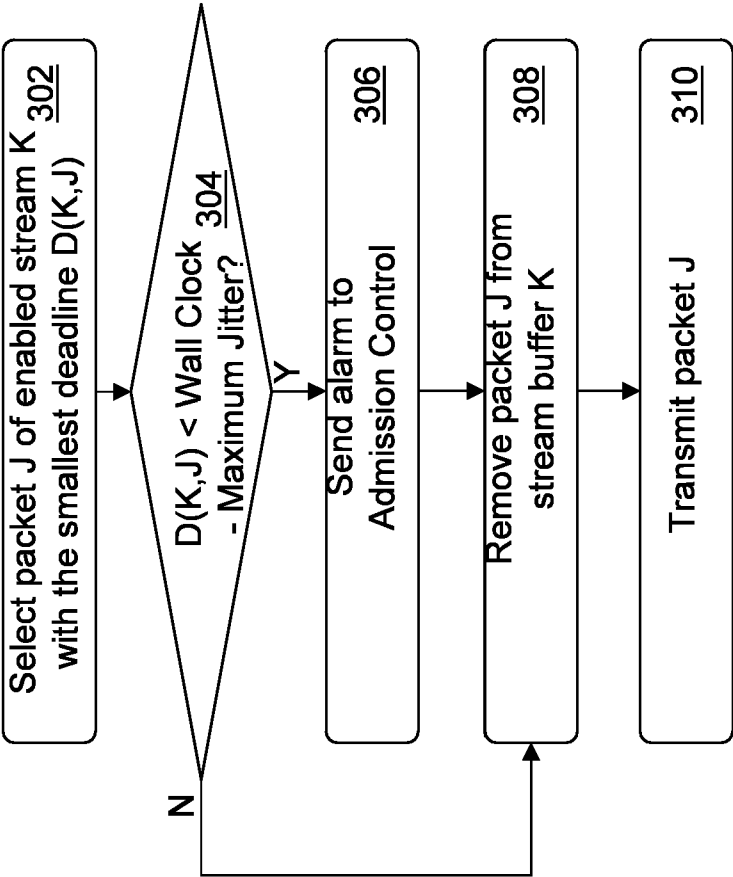 Select packet J of enabled stream K
with the smallest deadline D(K,J)
302
D(K,J) < Wall Clock
- Maximum Jitter?
304
Y
N
Send alarm to
Admission Control
306
Remove packet J from
stream buffer K
308
Transmit packet J
310